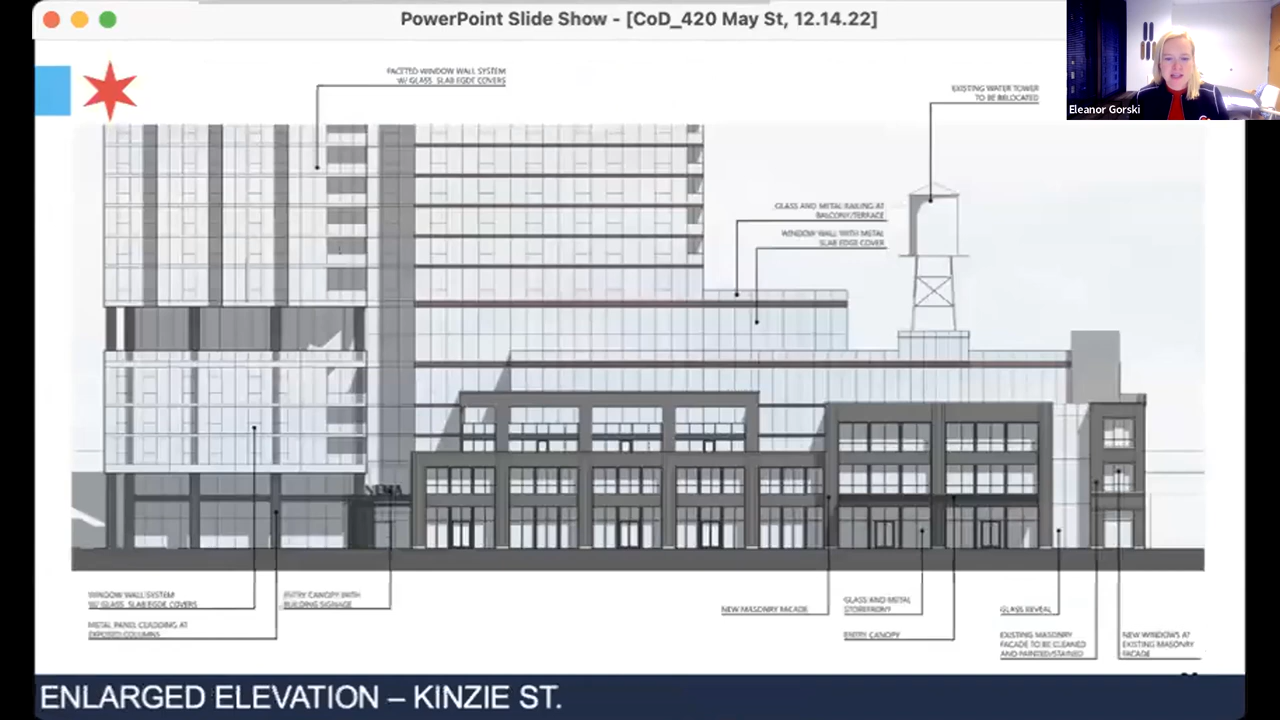 PowerPoint Slide Show - [CoD_420 May St, 12.14.22]
Eleanor Gorski
FACETED WINDOW WALL SYSTEM
W/ GLASS SLAB EGDE COVERS
EXISTING WATER TOWER
TO BE RELOCATED
GLASS AND METAL RAILING AT
BALCONY/TERRACE
WINDOW WALL WITH METAL
SLAB EDGE COVER
NEMA
WINDOW WALL SYSTEM
W/ GLASS SLAB EGDE COVERS
METAL PANEL CLADDING AT
EXPOSED COLUMNS
ENTRY CANOPY WITH
BUILDING SIGNAGE
NEW MASONRY FACADE
GLASS AND METAL
STOREFRONT
ENTRY CANOPY
GLASS REVEAL
EXISTING MASONRY
FACADE TO BE CLEANED
AND PAINTED/STAINED
NEW WINDOWS AT
EXISTING MASONRY
FACADE
ENLARGED ELEVATION – KINZIE ST.